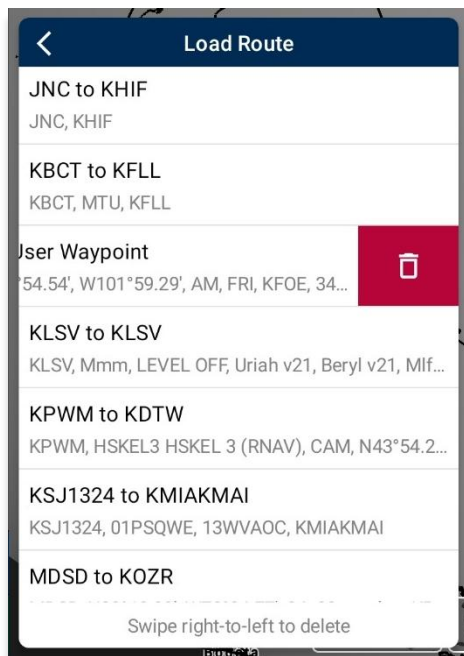 Load Route
JNC to KHIF
JNC, KHIF
KBCT to KFLL
KBCT, MTU, KFLL
User Waypoint
°54.54', W101°59.29', AM, FRI, KFOE, 34...
KLSV to KLSV
KLSV, Mmm, LEVEL OFF, Uriah v21, Beryl v21, Mlf...
KPWM to KDTW
KPWM, HSKEL3 HSKEL 3 (RNAV), CAM, N43°54.2...
KSJ1324 to KMIAKMAI
KSJ1324, 01PSQWE, 13WVAOC, KMIAKMAI
MDSD to KOZR
Swipe right-to-left to delete